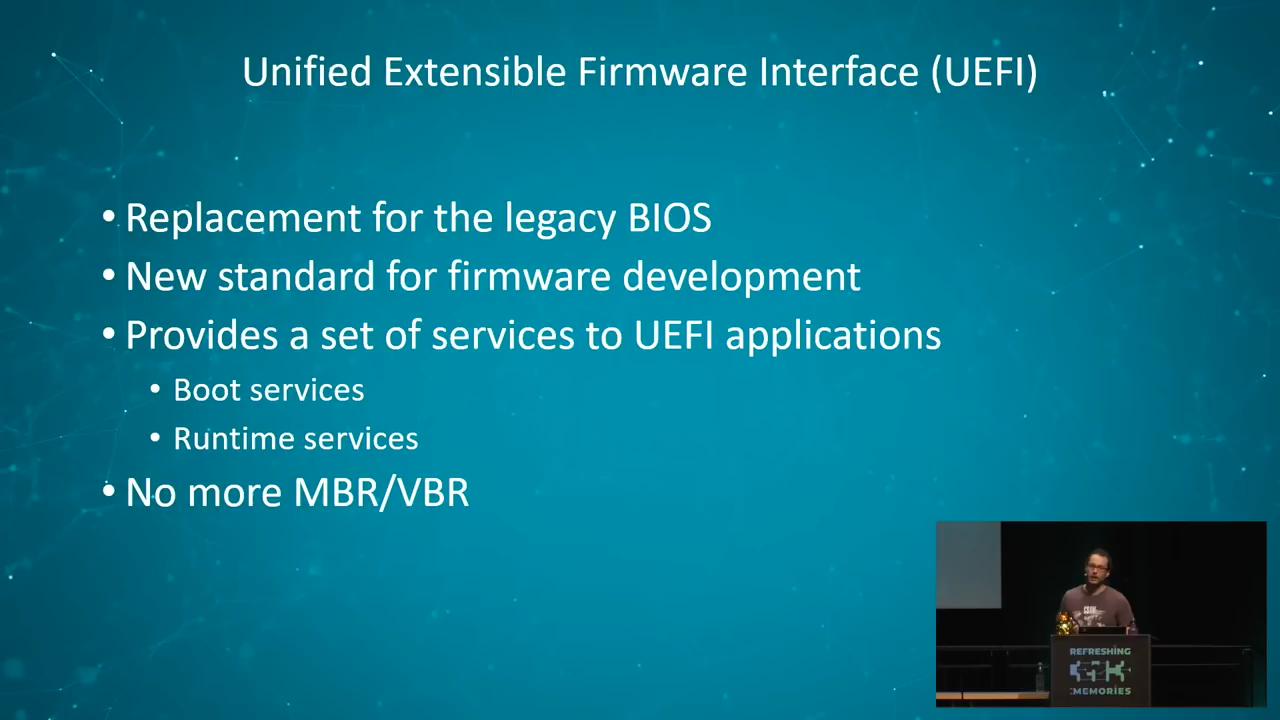 Unified Extensible Firmware Interface (UEFI)
• Replacement for the legacy BIOS
• New standard for firmware development
• Provides a set of services to UEFI applications
• Boot services
• Runtime services
• No more MBR/VBR
REFRESHING
:MEMORIES